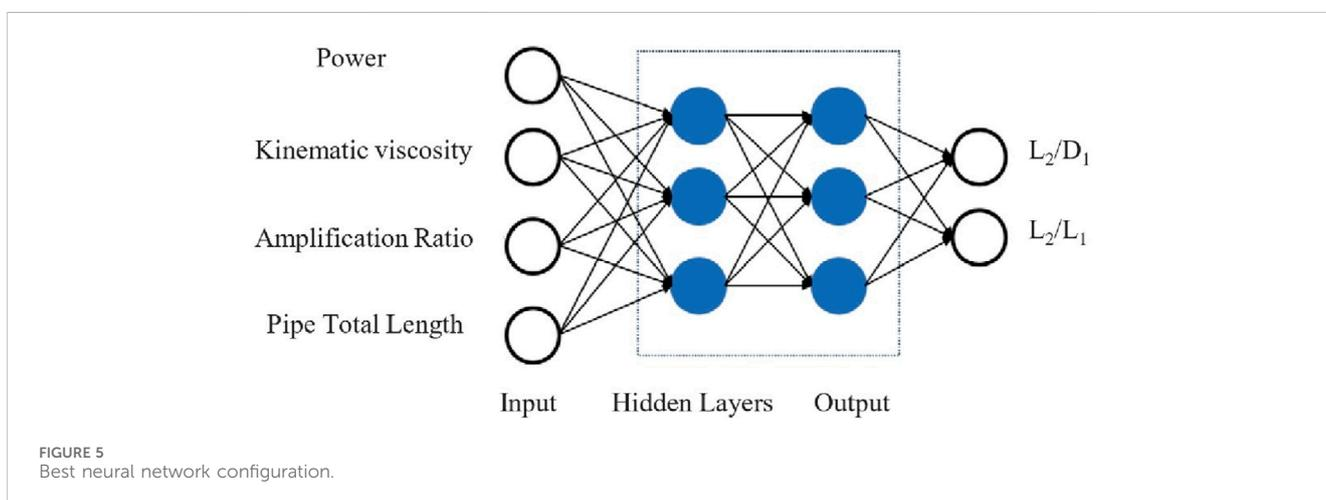 Power
Kinematic viscosity
Amplification Ratio
Pipe Total Length
L₂/D₁
L₂/L₁
Input Hidden Layers Output
FIGURE 5
Best neural network configuration.